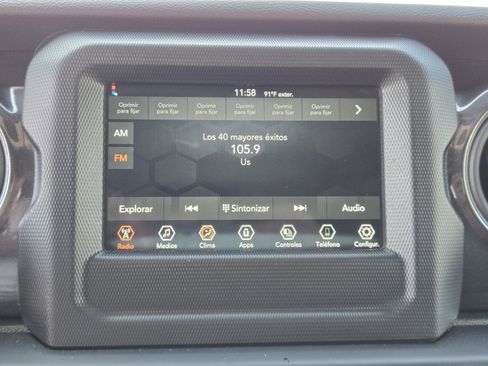 11:58 91°F exter.
Oprimir para fijar Oprimir para fijar Oprimir para fijar Oprimir para fijar Oprimir para fijar Oprimir para fijar
AM
Los 40 mayores éxitos
105.9
FM
Us
Explorar Sintonizar Audio
Radio Medios Clima Apps Controles Teléfono Configur.